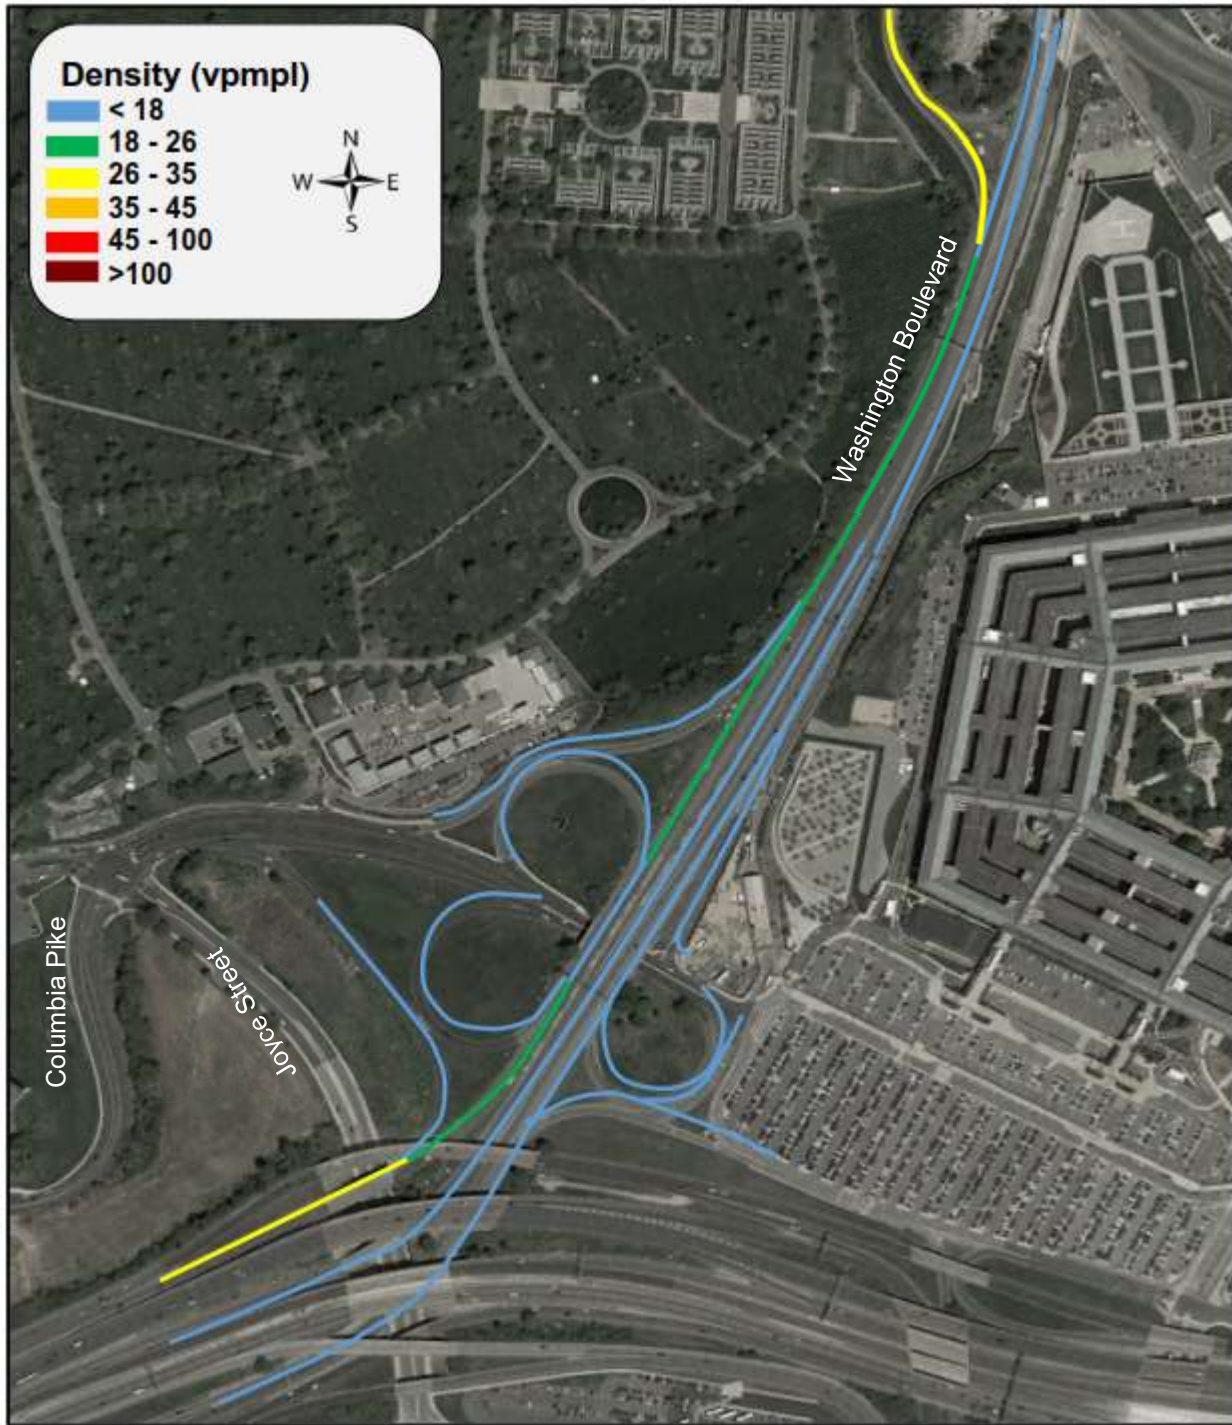 Density (vpmpl)
< 18
18 - 26
26 - 35
35 - 45
45 - 100
>100
N
W E
S
Washington Boulevard
Columbia Pike
Joyce Street